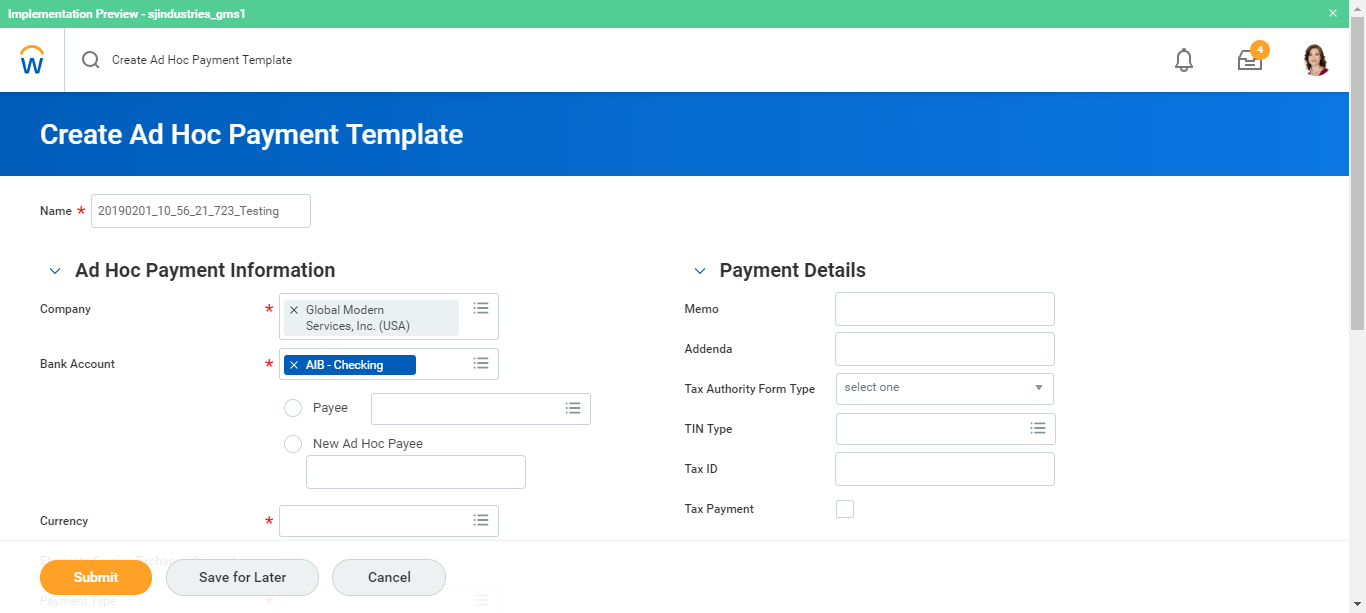 Implementation Preview - sjindustries_gms1
W
Create Ad Hoc Payment Template
4
Create Ad Hoc Payment Template
Name *
20190201_10_56_21_723_Testing
Ad Hoc Payment Information
Company *
Global Modern
Services, Inc. (USA)
Bank Account *
AIB - Checking
Payee
New Ad Hoc Payee
Currency *
Payment Details
Memo
Addenda
Tax Authority Form Type
select one
TIN Type
Tax ID
Tax Payment
Submit
Save for Later
Cancel
Payment Type *